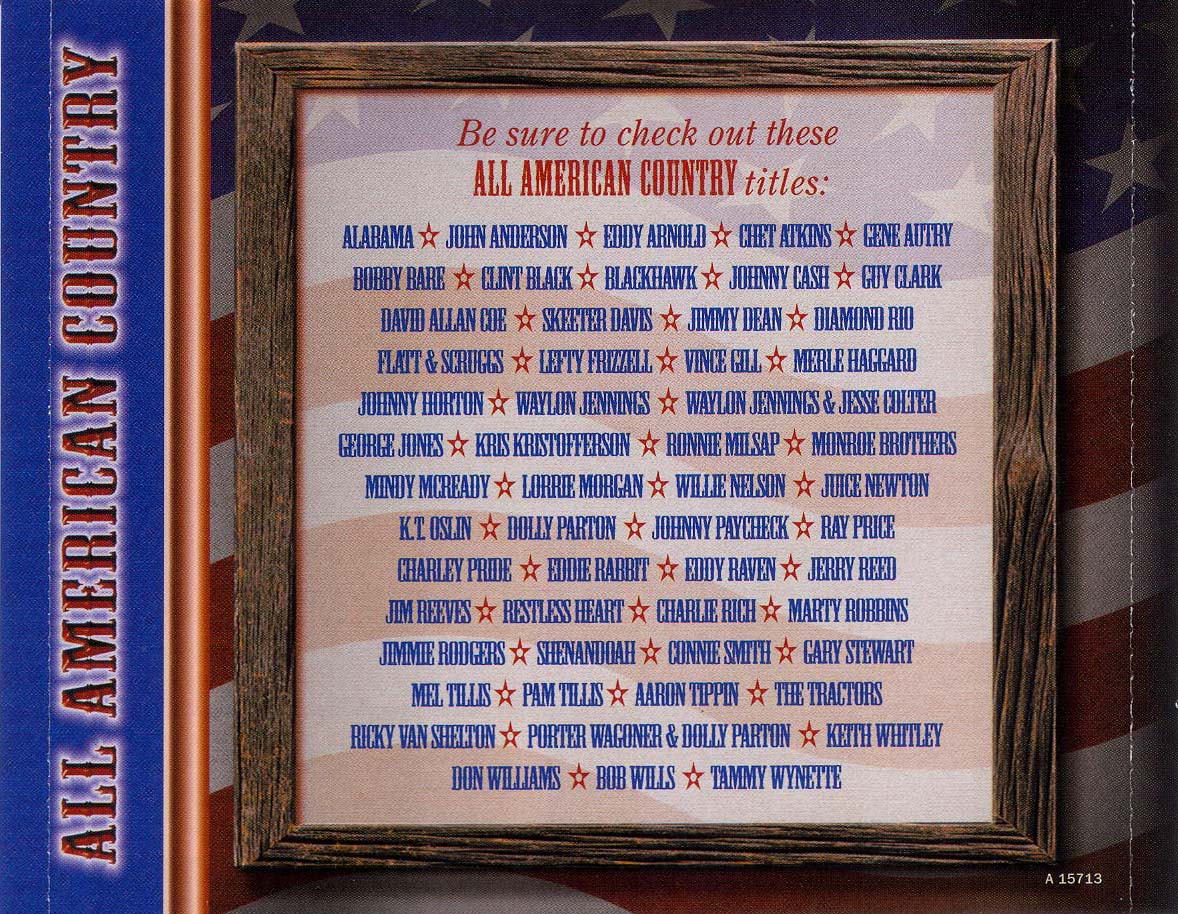 ALL AMERICAN COUNTRY
Be sure to check out these
ALL AMERICAN COUNTRY titles:
ALABAMA ☆ JOHN ANDERSON ☆ EDDY ARNOLD ☆ CHET ATKINS ☆ GENE AUTRY
BOBBY BARE ☆ CLINT BLACK ☆ BLACKHAWK ☆ JOHNNY CASH ☆ GUY CLARK
DAVID ALLAN COE ☆ SKEETER DAVIS ☆ JIMMY DEAN ☆ DIAMOND RIO
FLATT & SCRUGGS ☆ LEFTY FRIZZELL ☆ VINCE GILL ☆ MERLE HAGGARD
JOHNNY HORTON ☆ WAYLON JENNINGS ☆ WAYLON JENNINGS & JESSE COLTER
GEORGE JONES ☆ KRIS KRISTOFFERSON ☆ RONNIE MILSAP ☆ MONROE BROTHERS
MINDY MCREADY ☆ LORRIE MORGAN ☆ WILLIE NELSON ☆ JUICE NEWTON
K.T. OSLIN ☆ DOLLY PARTON ☆ JOHNNY PAYCHECK ☆ RAY PRICE
CHARLEY PRIDE ☆ EDDIE RABBIT ☆ EDDY RAVEN ☆ JERRY REED
JIM REEVES ☆ RESTLESS HEART ☆ CHARLIE RICH ☆ MARTY ROBBINS
JIMMIE RODGERS ☆ SHENANDOAH ☆ CONNIE SMITH ☆ GARY STEWART
MEL TILLIS ☆ PAM TILLIS ☆ AARON TIPPIN ☆ THE TRACTORS
RICKY VAN SHELTON ☆ PORTER WAGONER & DOLLY PARTON ☆ KEITH WHITLEY
DON WILLIAMS ☆ BOB WILLS ☆ TAMMY WYNETTE
A 15713